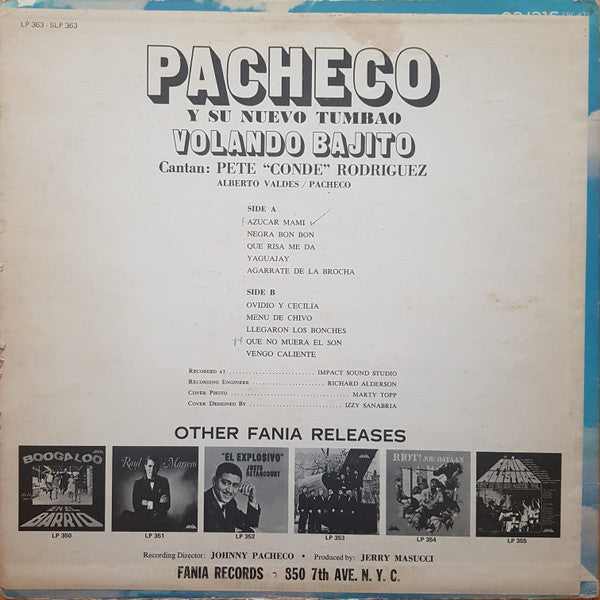 LP 363 - SLP 363
PACHECO
Y SU NUEVO TUMBAO
VOLANDO BAJITO
Cantan: PETE "CONDE" RODRIGUEZ
ALBERTO VALDES / PACHECO
SIDE A
AZUCAR MAMI
NEGRA BON BON
QUE RISA ME DA
YAGUAJAY
AGARRATE DE LA BROCHA
SIDE B
OVIDIO Y CECILIA
MENU DE CHIVO
LLEGARON LOS BONCHES
QUE NO MUERA EL SON
VENGO CALIENTE
RECORDED AT .................... IMPACT SOUND STUDIO
RECORDING ENGINEER .................... RICHARD ALDERSON
COVER PHOTO .................... MARTY TOPP
COVER DESIGNED BY .................... IZZY SANABRIA
OTHER FANIA RELEASES
BOOGALOO
EN EL
BARRIO
Raul Marrero
"EL EXPLOSIVO"
JUSTO
BETANCOURT
RIOT! JOE BATAAN
LP 350
LP 351
LP 352
LP 353
LP 354
LP 355
Recording Director: JOHNNY PACHECO • Produced by: JERRY MASUCCI
FANIA RECORDS - 850 7th AVE. N. Y. C.